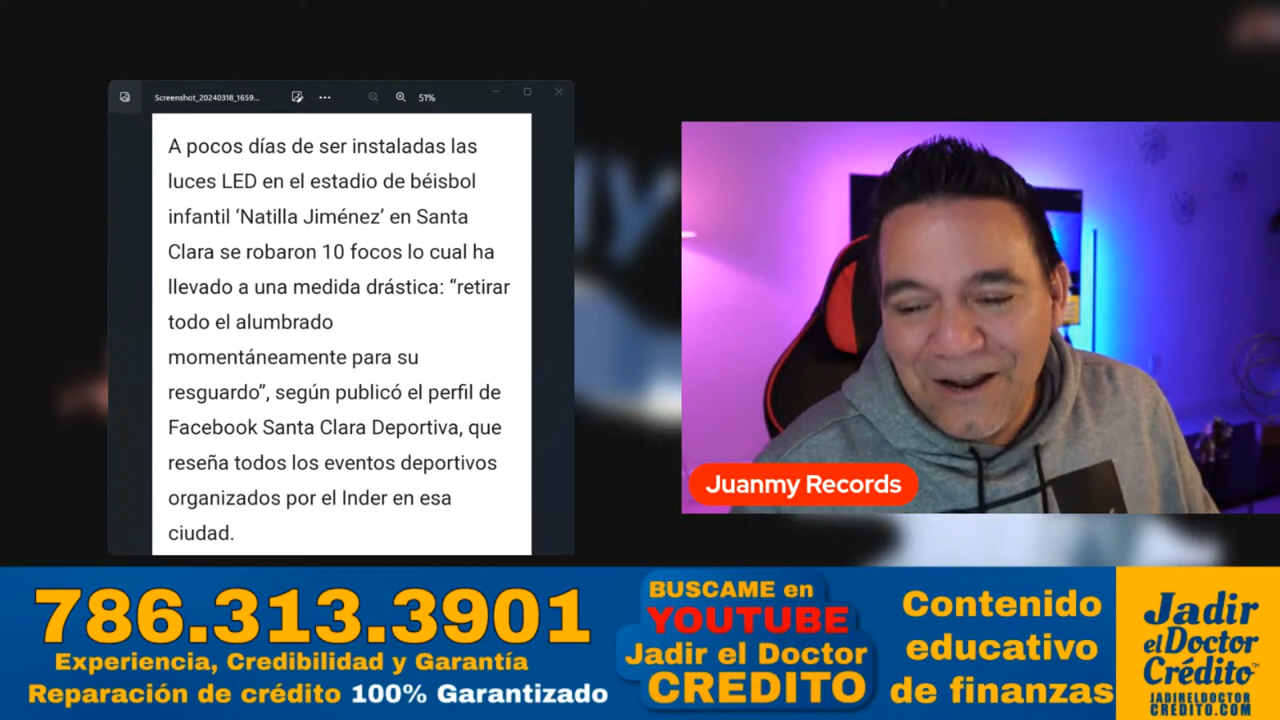 Screenshot_20240318_1659...
51%
A pocos días de ser instaladas las
luces LED en el estadio de béisbol
infantil ‘Natilla Jiménez’ en Santa
Clara se robaron 10 focos lo cual ha
llevado a una medida drástica: “retirar
todo el alumbrado
momentáneamente para su
resguardo”, según publicó el perfil de
Facebook Santa Clara Deportiva, que
reseña todos los eventos deportivos
organizados por el Inder en esa
ciudad.
Juanmy Records
786.313.3901
Experiencia, Credibilidad y Garantía
Reparación de crédito 100% Garantizado
BUSCAME en
YOUTUBE
Jadir el Doctor
CREDITO
Contenido
educativo
de finanzas
Jadir
el Doctor
Crédito™
JADIRELDOCTOR
CREDITO.COM